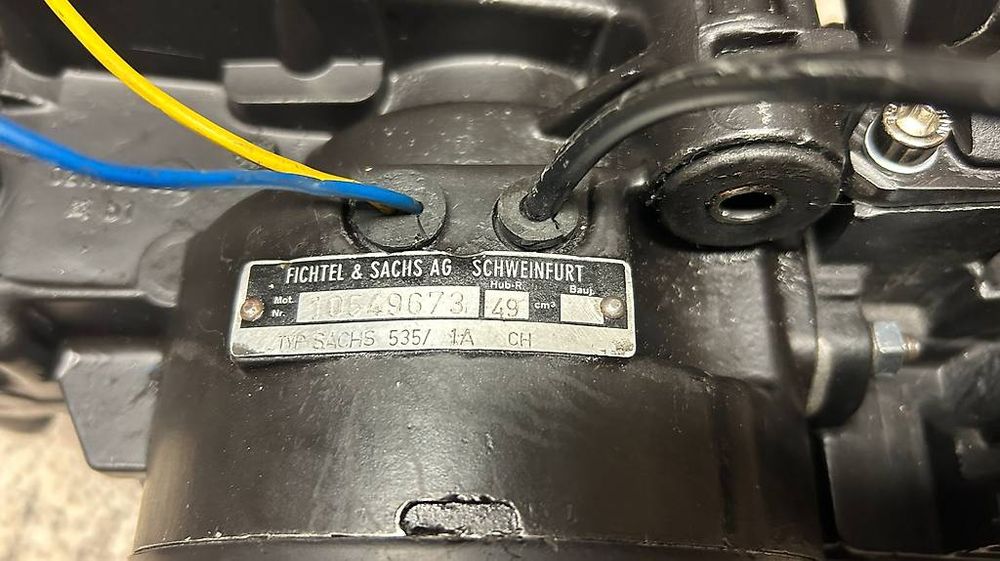 FICHTEL & SACHS AG SCHWEINFURT
Mot. Nr. 10549673 Hub-R. 49 cm³ Bauj.
TYP SACHS 535/ 1A CH